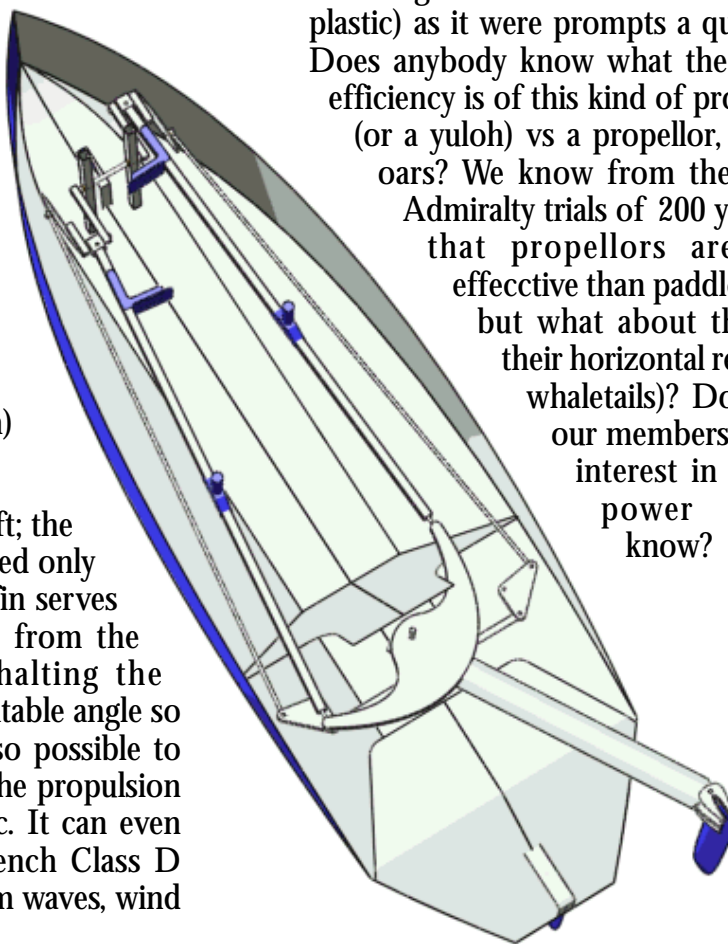 plastic) as it were prompts a qu
Does anybody know what the
efficiency is of this kind of pro
(or a yuloh) vs a propellor,
oars? We know from the
Admiralty trials of 200 y
that propellors are
effecctive than paddle
but what about th
their horizontal re
whaletails)? Do
our members
interest in
power
know?
)
ft; the
ed only
fin serves
from the
halting the
table angle so
so possible to
he propulsion
c. It can even
ench Class D
m waves, wind